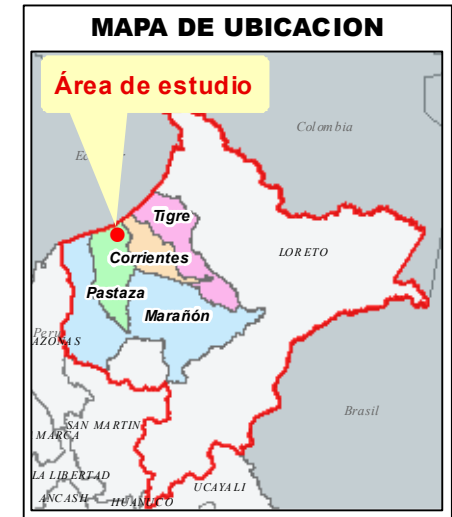 MAPA DE UBICACION
Área de estudio
Colombia
Tigre
LORETO
Corrientes
Pastaza
Marañón
Peru
AZONAS
Brasil
SAN MARTIN
MARCA
LA LIBERTAD
UCAYALI
ANCASH
HUANUCO